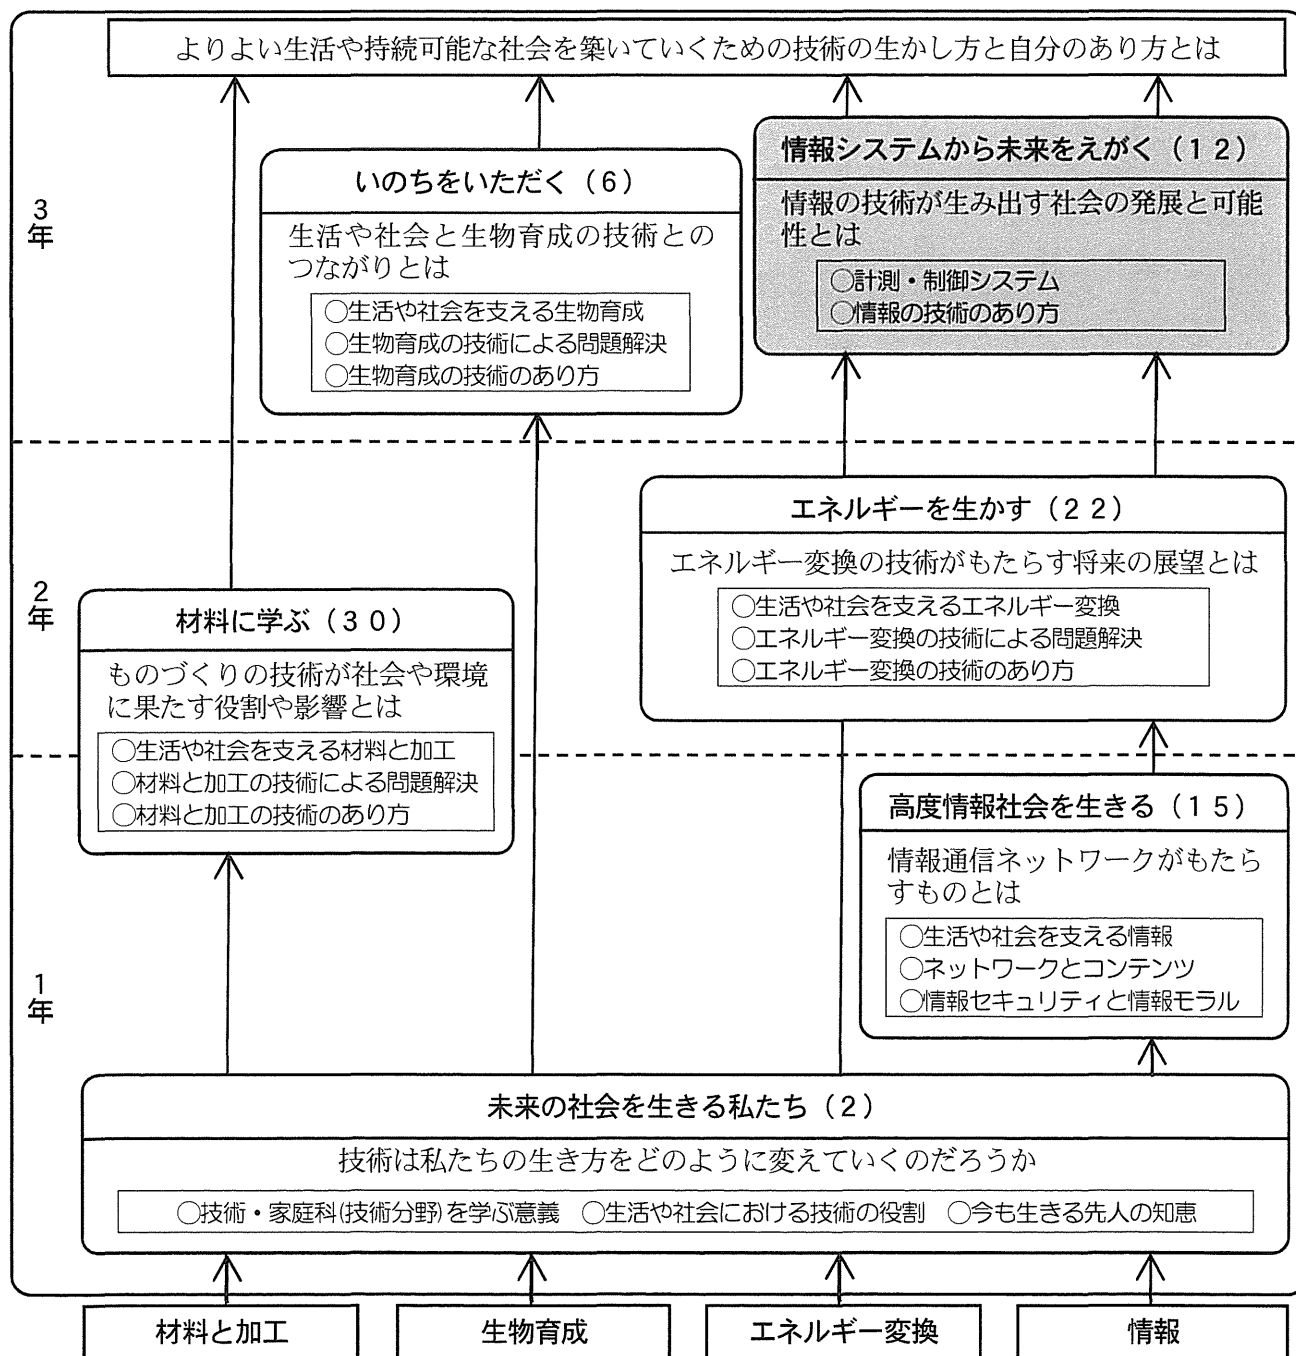 よりよい生活や持続可能な社会を築いていくための技術の生かし方と自分のあり方とは
3年
いのちをいただく（6）
生活や社会と生物育成の技術との
つながりとは
○生活や社会を支える生物育成
○生物育成の技術による問題解決
○生物育成の技術のあり方
情報システムから未来をえがく（12）
情報の技術が生み出す社会の発展と可能
性とは
○計測・制御システム
○情報の技術のあり方
2年
材料に学ぶ（30）
ものづくりの技術が社会や環境
に果たす役割や影響とは
○生活や社会を支える材料と加工
○材料と加工の技術による問題解決
○材料と加工の技術のあり方
エネルギーを生かす（22）
エネルギー変換の技術がもたらす将来の展望とは
○生活や社会を支えるエネルギー変換
○エネルギー変換の技術による問題解決
○エネルギー変換の技術のあり方
1年
高度情報社会を生きる（15）
情報通信ネットワークがもたら
すものとは
○生活や社会を支える情報
○ネットワークとコンテンツ
○情報セキュリティと情報モラル
未来の社会を生きる私たち（2）
技術は私たちの生き方をどのように変えていくのだろうか
○技術・家庭科(技術分野)を学ぶ意義　○生活や社会における技術の役割　○今も生きる先人の知恵
材料と加工
生物育成
エネルギー変換
情報